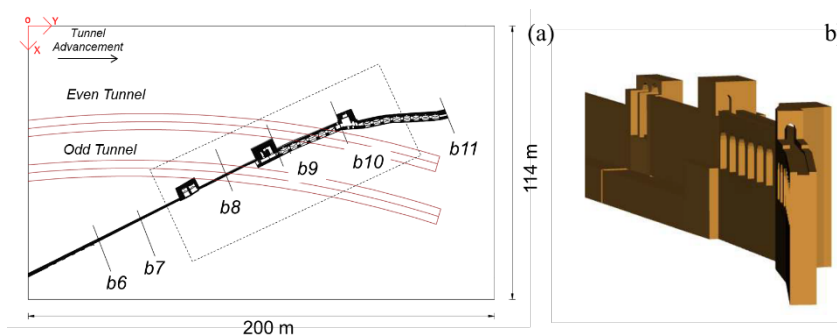 o
Y
X
Tunnel
Advancement
Even Tunnel
Odd Tunnel
b6
b7
b8
b9
b10
b11
114 m
200 m
(a)
b